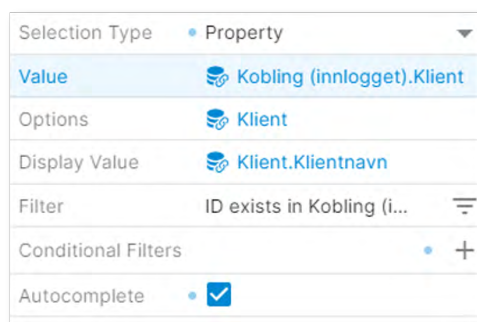 Selection Type Property
Value Kobling (innlogget).Klient
Options Klient
Display Value Klient.Klientnavn
Filter ID exists in Kobling (i...
Conditional Filters
Autocomplete